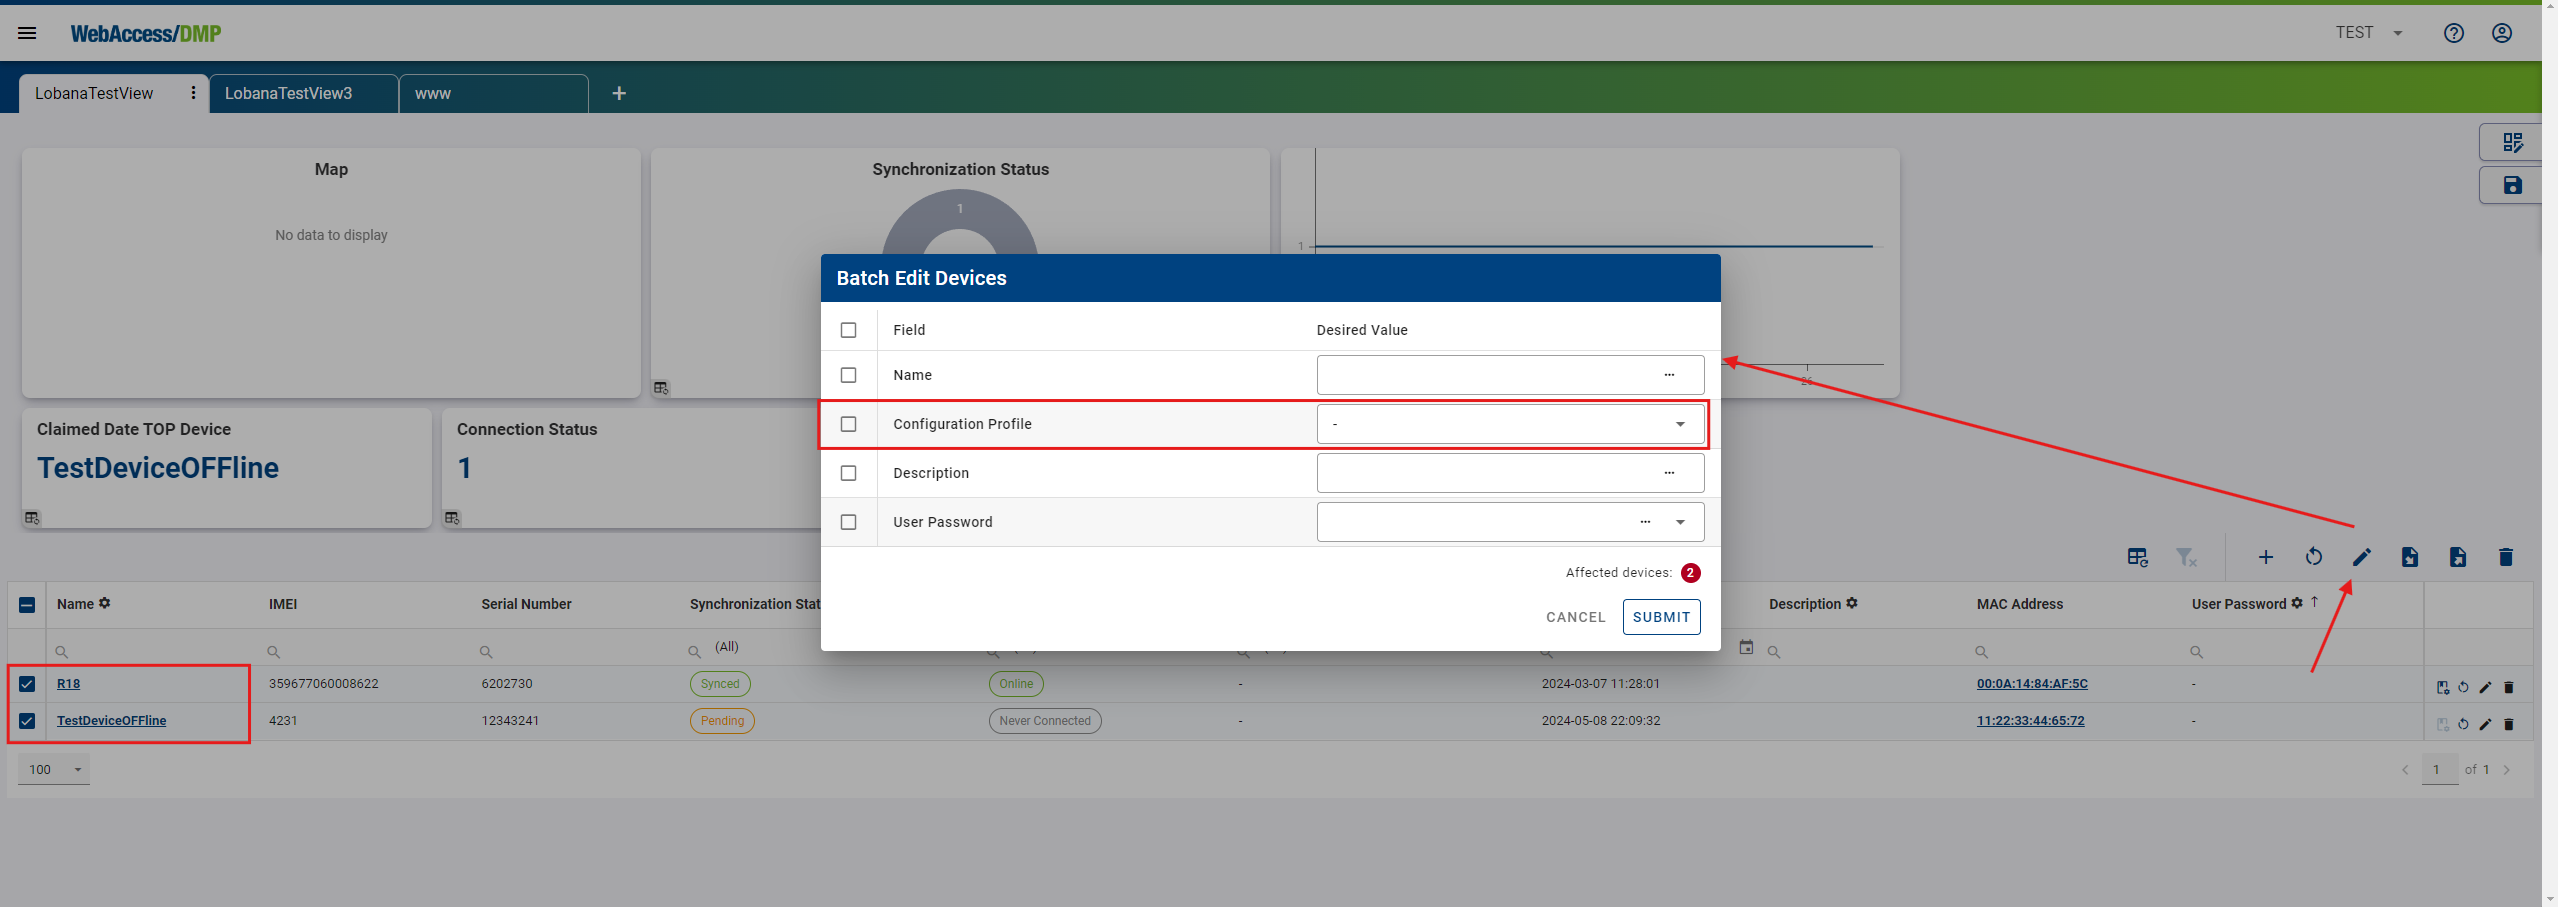 WebAccess/DMP
TEST
LobanaTestView
LobanaTestView3
www
Map
No data to display
Synchronization Status
1
1
26
Claimed Date TOP Device
TestDeviceOFFline
Connection Status
1
Batch Edit Devices
Field Desired Value
Name
Configuration Profile -
Description
User Password
Affected devices: 2
CANCEL SUBMIT
Name IMEI Serial Number Synchronization Stat Description MAC Address User Password
(All)
R18 359677060008622 6202730 Synced Online - 2024-03-07 11:28:01 00:0A:14:84:AF:5C -
TestDeviceOFFline 4231 12343241 Pending Never Connected - 2024-05-08 22:09:32 11:22:33:44:65:72 -
100 1 of 1